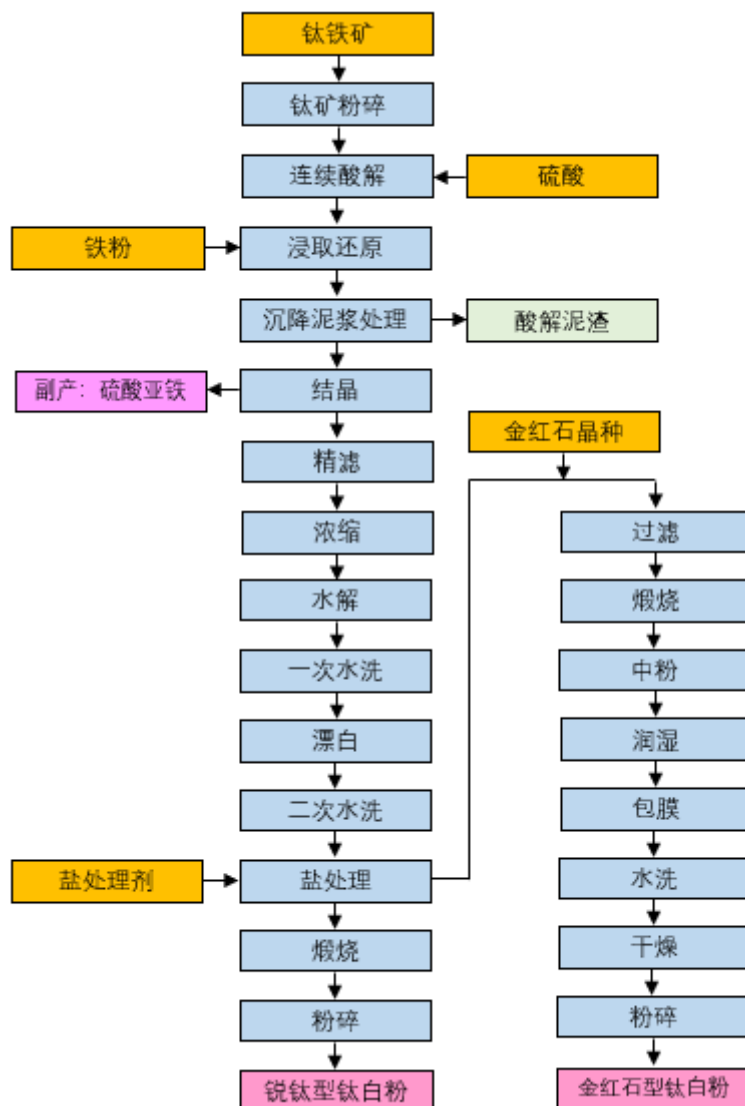 钛铁矿
钛矿粉碎
连续酸解
硫酸
铁粉
浸取还原
沉降泥浆处理
酸解泥渣
副产：硫酸亚铁
结晶
金红石晶种
精滤
浓缩
过滤
水解
煅烧
一次水洗
中粉
漂白
润湿
二次水洗
包膜
盐处理剂
盐处理
水洗
煅烧
干燥
粉碎
粉碎
锐钛型钛白粉
金红石型钛白粉